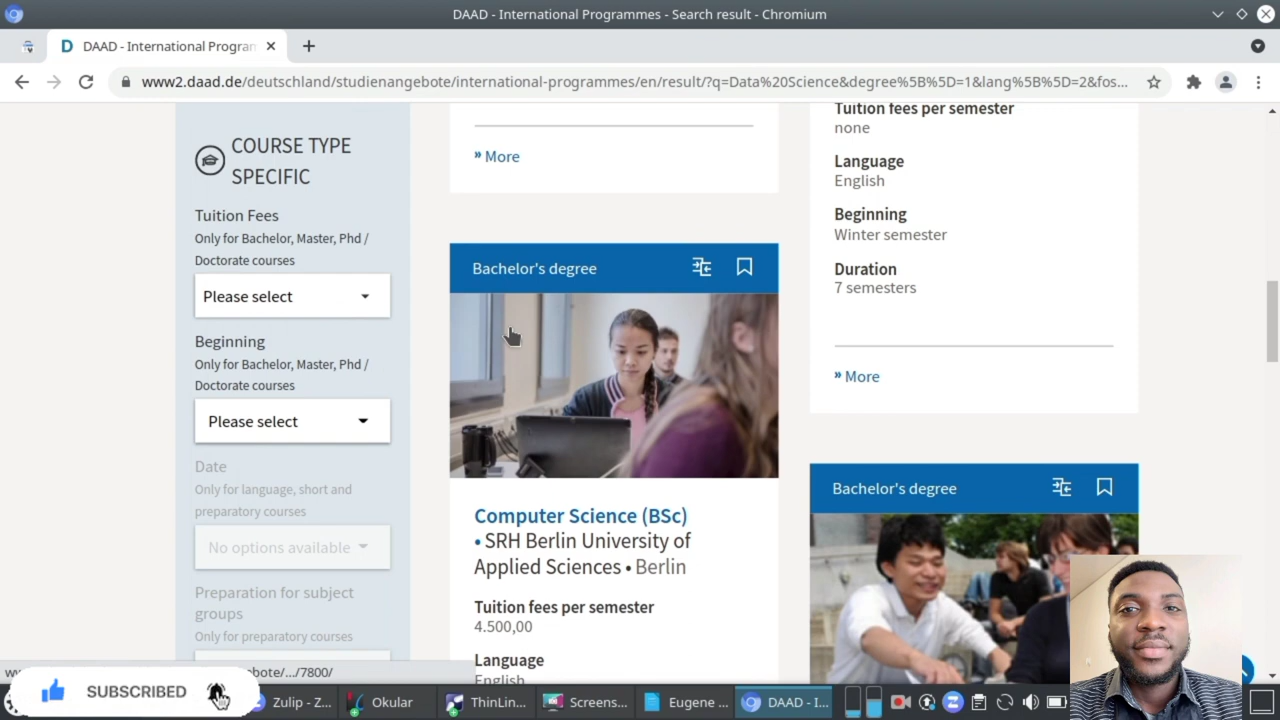 DAAD - International Programmes - Search result - Chromium
DAAD - International Program
www2.daad.de/deutschland/studienangebote/international-programmes/en/result/?q=Data%20Science&degree%5B%5D=1&lang%5B%5D=2&fos...
COURSE TYPE
SPECIFIC
Tuition Fees
Only for Bachelor, Master, Phd /
Doctorate courses
Please select
Beginning
Only for Bachelor, Master, Phd /
Doctorate courses
Please select
Date
Only for language, short and
preparatory courses
No options available
Preparation for subject
groups
Only for preparatory courses
» More
Bachelor's degree
Computer Science (BSc)
• SRH Berlin University of
Applied Sciences • Berlin
Tuition fees per semester
4.500,00
Language
English
Tuition fees per semester
none
Language
English
Beginning
Winter semester
Duration
7 semesters
» More
Bachelor's degree
ebote/.../7800/
SUBSCRIBED
Zulip - Z...
Okular
ThinLin...
Screens...
Eugene ...
DAAD - I...